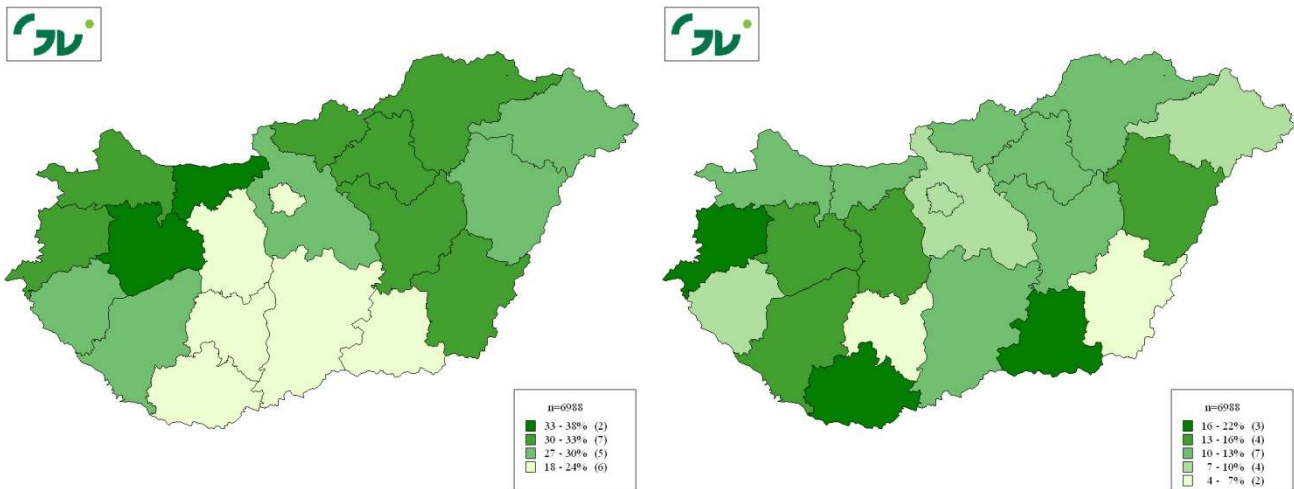 n=6988
33 - 38% (2)
30 - 33% (7)
27 - 30% (5)
18 - 24% (6)
n=6988
16 - 22% (3)
13 - 16% (4)
10 - 13% (7)
7 - 10% (4)
4 - 7% (2)